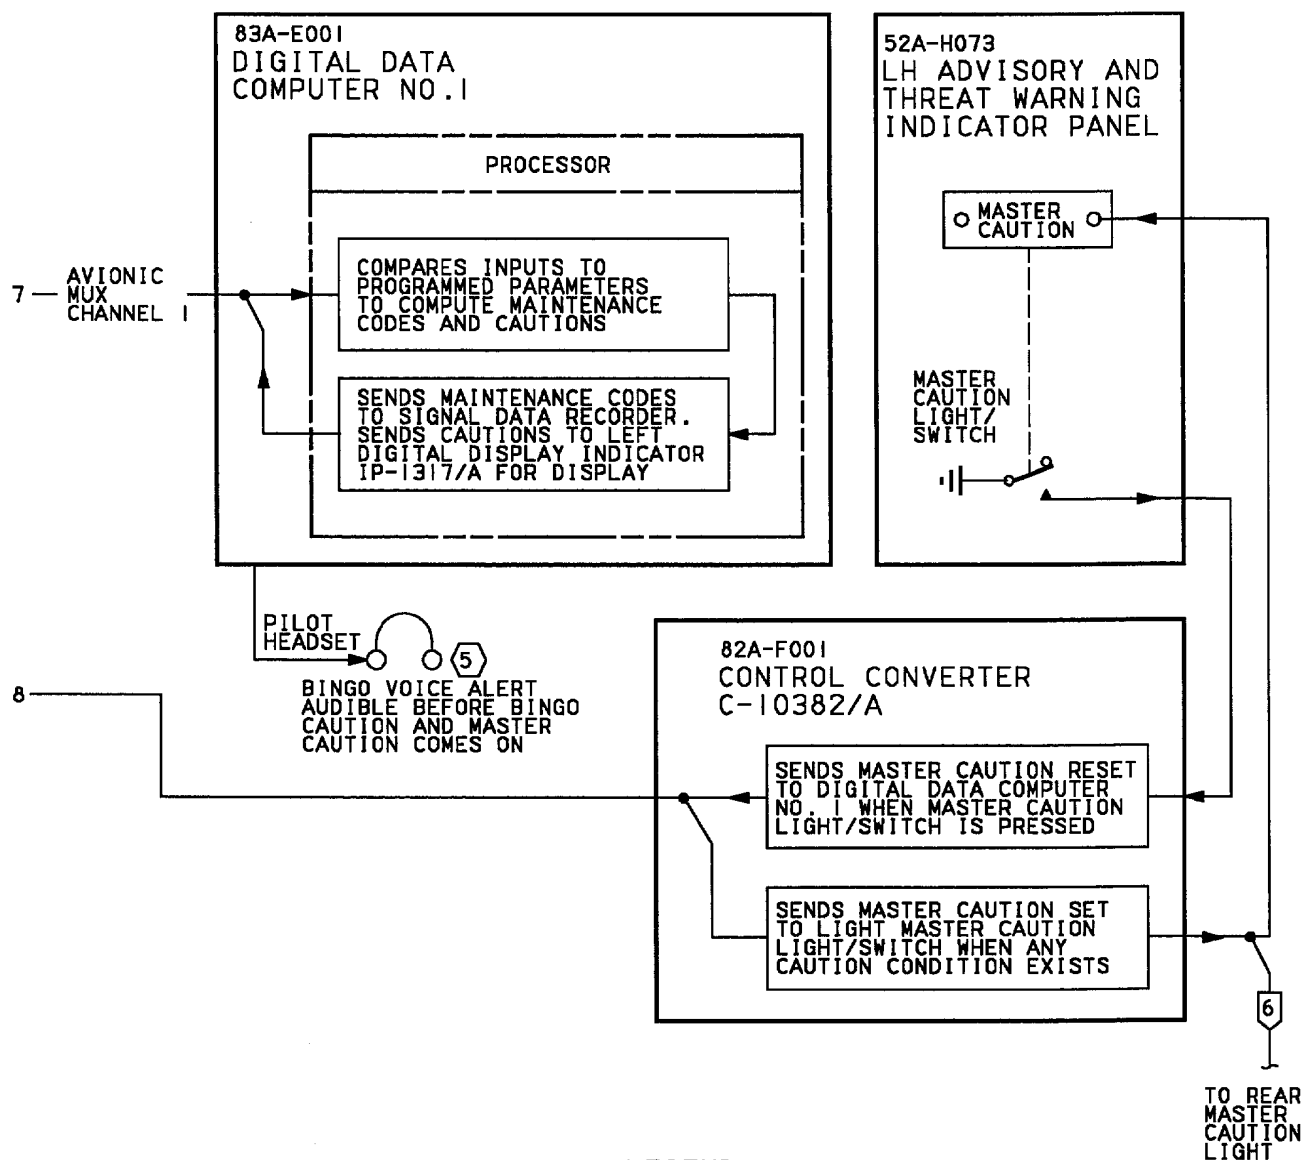 83A-E001
DIGITAL DATA
COMPUTER NO.1
PROCESSOR
7
AVIONIC
MUX
CHANNEL 1
COMPARES INPUTS TO
PROGRAMMED PARAMETERS
TO COMPUTE MAINTENANCE
CODES AND CAUTIONS
SENDS MAINTENANCE CODES
TO SIGNAL DATA RECORDER.
SENDS CAUTIONS TO LEFT
DIGITAL DISPLAY INDICATOR
IP-1317/A FOR DISPLAY
52A-H073
LH ADVISORY AND
THREAT WARNING
INDICATOR PANEL
MASTER
CAUTION
MASTER
CAUTION
LIGHT/
SWITCH
PILOT
HEADSET
5
BINGO VOICE ALERT
AUDIBLE BEFORE BINGO
CAUTION AND MASTER
CAUTION COMES ON
8
82A-F001
CONTROL CONVERTER
C-10382/A
SENDS MASTER CAUTION RESET
TO DIGITAL DATA COMPUTER
NO. 1 WHEN MASTER CAUTION
LIGHT/SWITCH IS PRESSED
SENDS MASTER CAUTION SET
TO LIGHT MASTER CAUTION
LIGHT/SWITCH WHEN ANY
CAUTION CONDITION EXISTS
6
TO REAR
MASTER
CAUTION
LIGHT